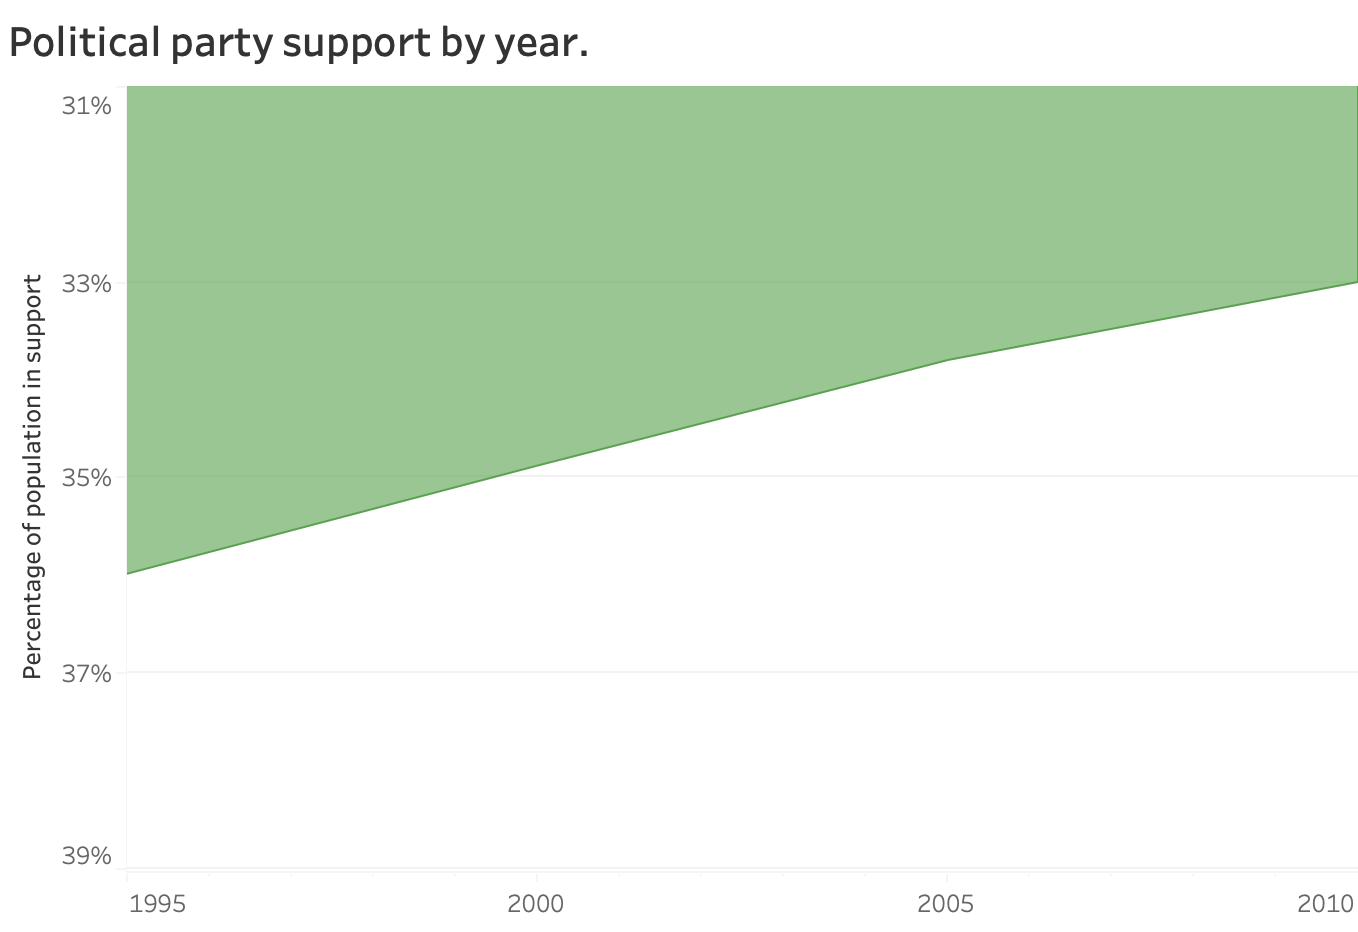 Political party support by year.
31%
33%
35%
37%
39%
Percentage of population in support
1995 2000 2005 2010